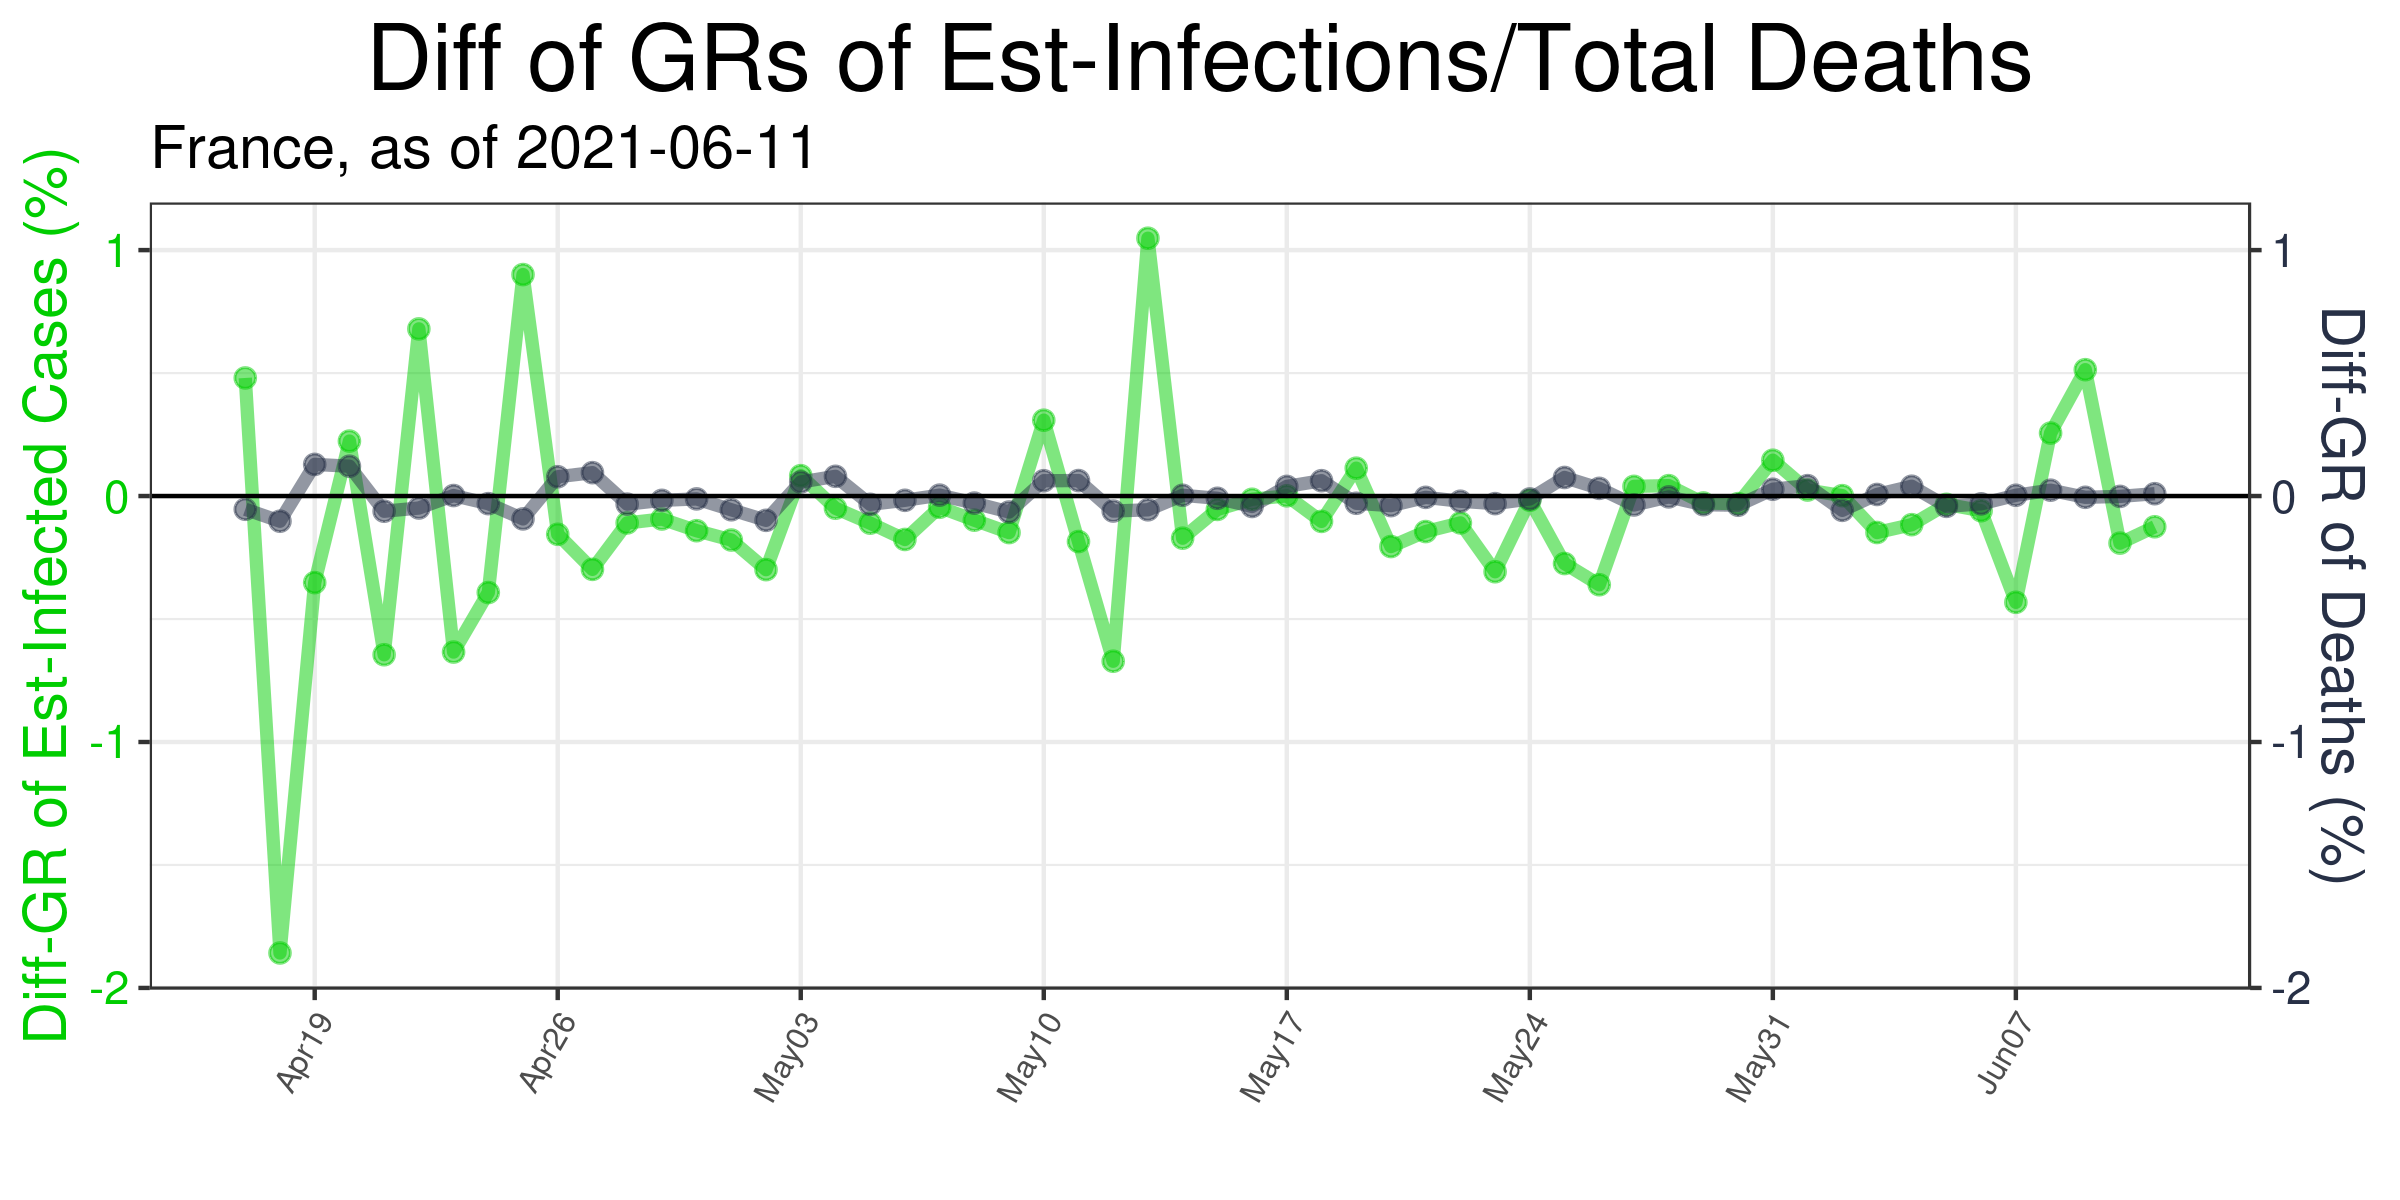 Diff of GRs of Est-Infections/Total Deaths
France, as of 2021-06-11
Diff-GR of Est-Infected Cases (%)
1
0
-1
-2
1
0
-1
-2
Diff-GR of Deaths (%)
Apr19
Apr26
May03
May10
May17
May24
May31
Jun07